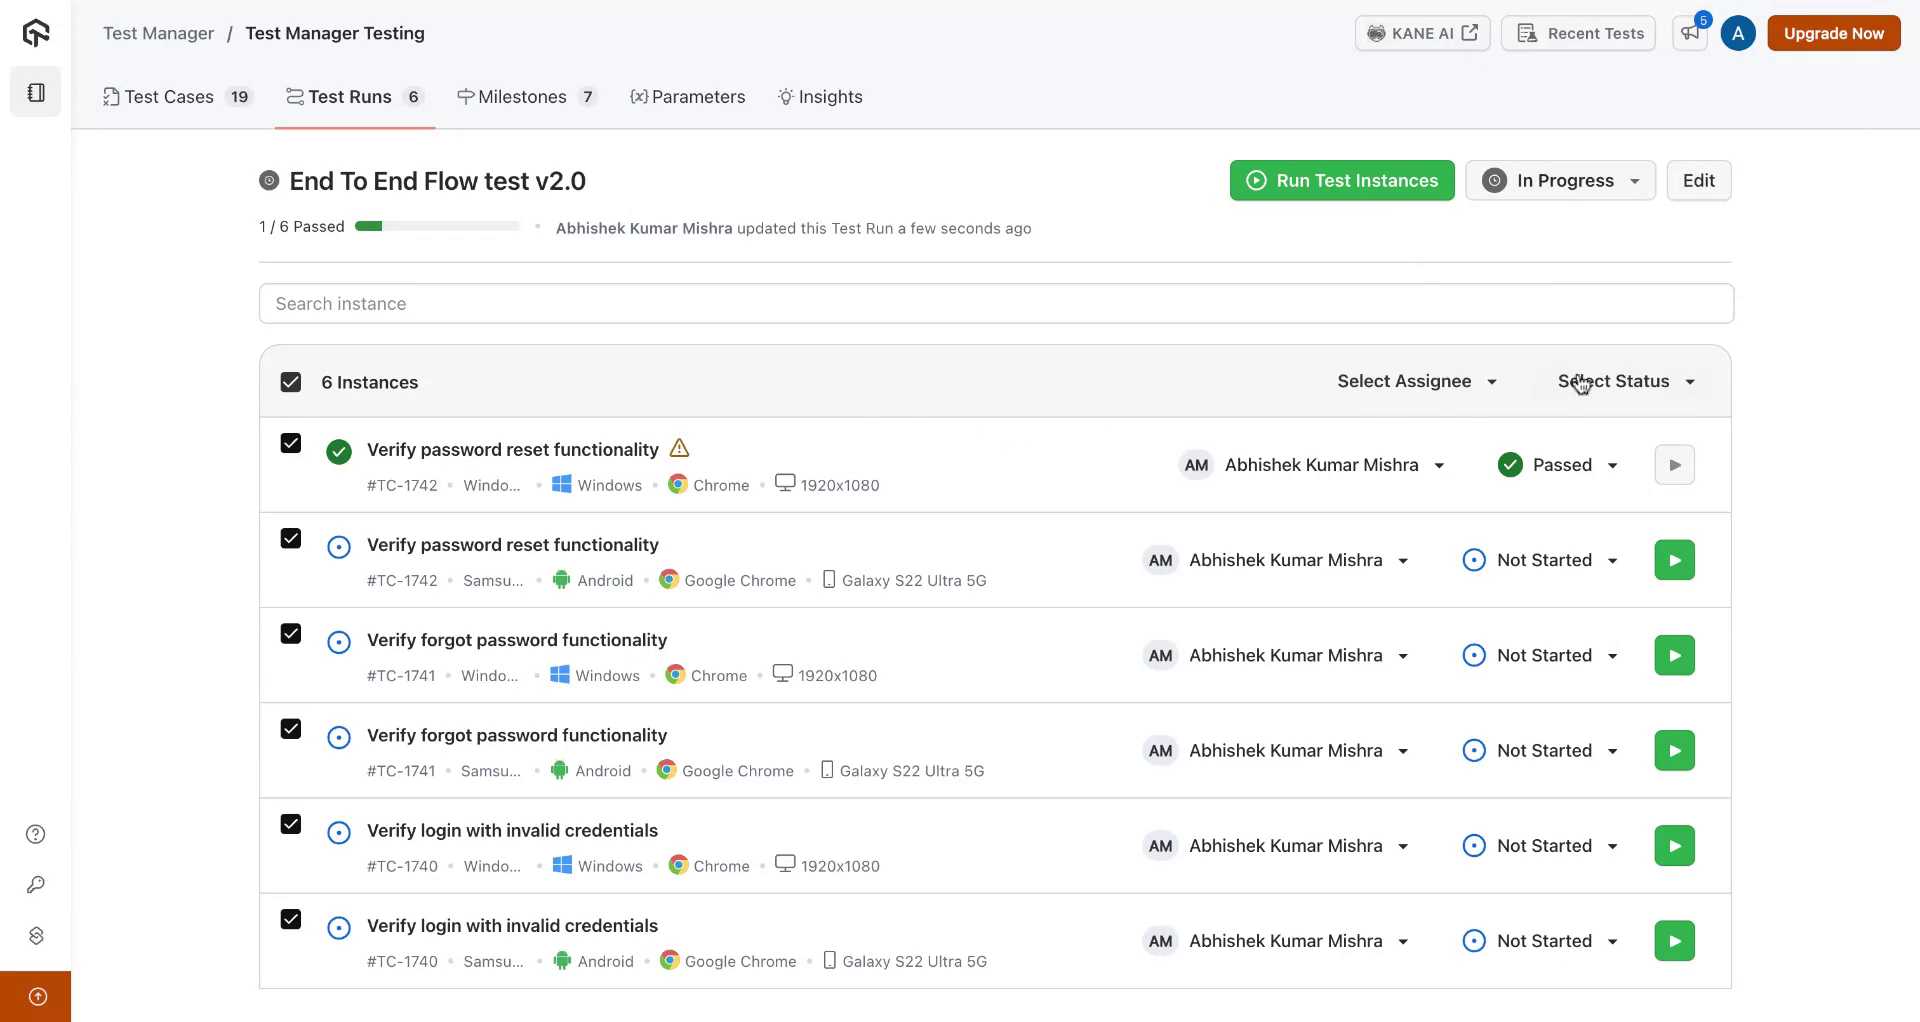 Test Manager / Test Manager Testing
KANE AI
Recent Tests
5
A
Upgrade Now
Test Cases 19
Test Runs 6
Milestones 7
{x} Parameters
Insights
End To End Flow test v2.0
Run Test Instances
In Progress
Edit
1 / 6 Passed
Abhishek Kumar Mishra updated this Test Run a few seconds ago
Search instance
6 Instances
Select Assignee
Select Status
Verify password reset functionality
AM Abhishek Kumar Mishra
Passed
#TC-1742 • Windo... • Windows • Chrome • 1920x1080
Verify password reset functionality
AM Abhishek Kumar Mishra
Not Started
#TC-1742 • Samsu... • Android • Google Chrome • Galaxy S22 Ultra 5G
Verify forgot password functionality
AM Abhishek Kumar Mishra
Not Started
#TC-1741 • Windo... • Windows • Chrome • 1920x1080
Verify forgot password functionality
AM Abhishek Kumar Mishra
Not Started
#TC-1741 • Samsu... • Android • Google Chrome • Galaxy S22 Ultra 5G
Verify login with invalid credentials
AM Abhishek Kumar Mishra
Not Started
#TC-1740 • Windo... • Windows • Chrome • 1920x1080
Verify login with invalid credentials
AM Abhishek Kumar Mishra
Not Started
#TC-1740 • Samsu... • Android • Google Chrome • Galaxy S22 Ultra 5G